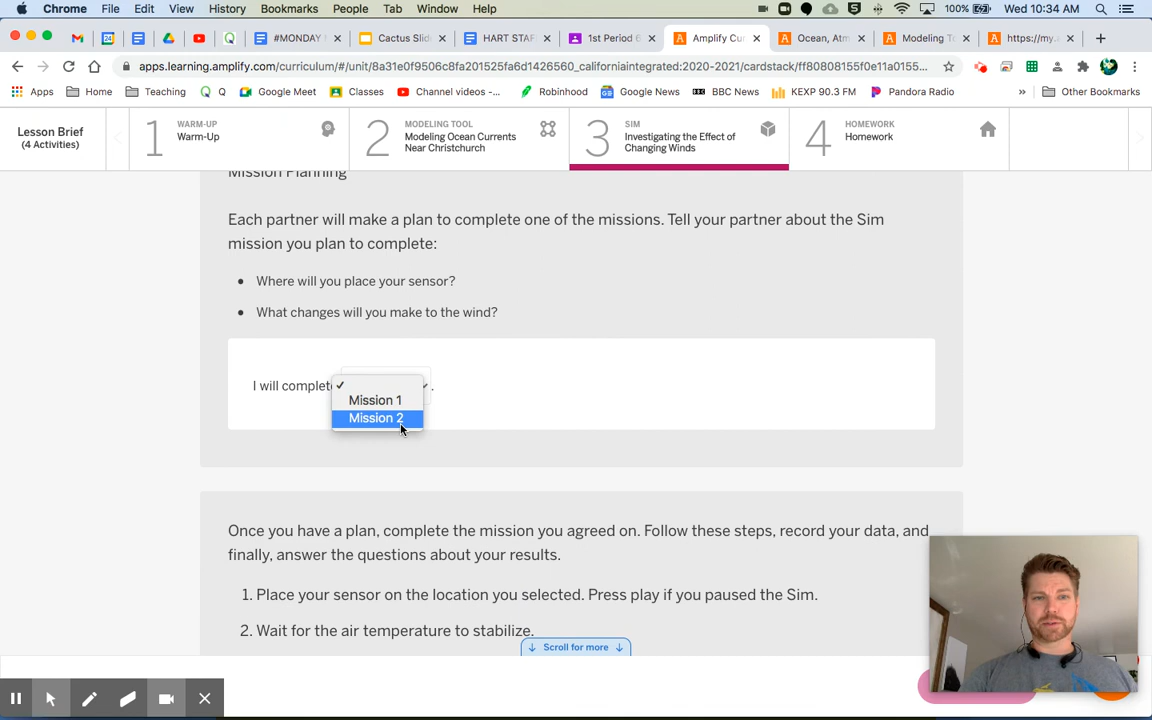 Chrome File Edit View History Bookmarks People Tab Window Help 100% Wed 10:34 AM
#MONDAY Cactus Slid HART STAF 1st Period 6 Amplify Cur Ocean, Atm Modeling T https://my.
apps.learning.amplify.com/curriculum/#/unit/8a31e0f9506c8fa201525fa6d1426560_californiaintegrated:2020-2021/cardstack/ff80808155f0e11a0155...
Apps Home Teaching Q Google Meet Classes Channel videos -... Robinhood Google News BBC News KEXP 90.3 FM Pandora Radio » Other Bookmarks
Lesson Brief
(4 Activities)
1 WARM-UP
Warm-Up
2 MODELING TOOL
Modeling Ocean Currents
Near Christchurch
3 SIM
Investigating the Effect of
Changing Winds
4 HOMEWORK
Homework
Mission Planning
Each partner will make a plan to complete one of the missions. Tell your partner about the Sim
mission you plan to complete:
• Where will you place your sensor?
• What changes will you make to the wind?
I will complete .
✓
Mission 1
Mission 2
Once you have a plan, complete the mission you agreed on. Follow these steps, record your data, and
finally, answer the questions about your results.
1. Place your sensor on the location you selected. Press play if you paused the Sim.
2. Wait for the air temperature to stabilize.
↓ Scroll for more ↓